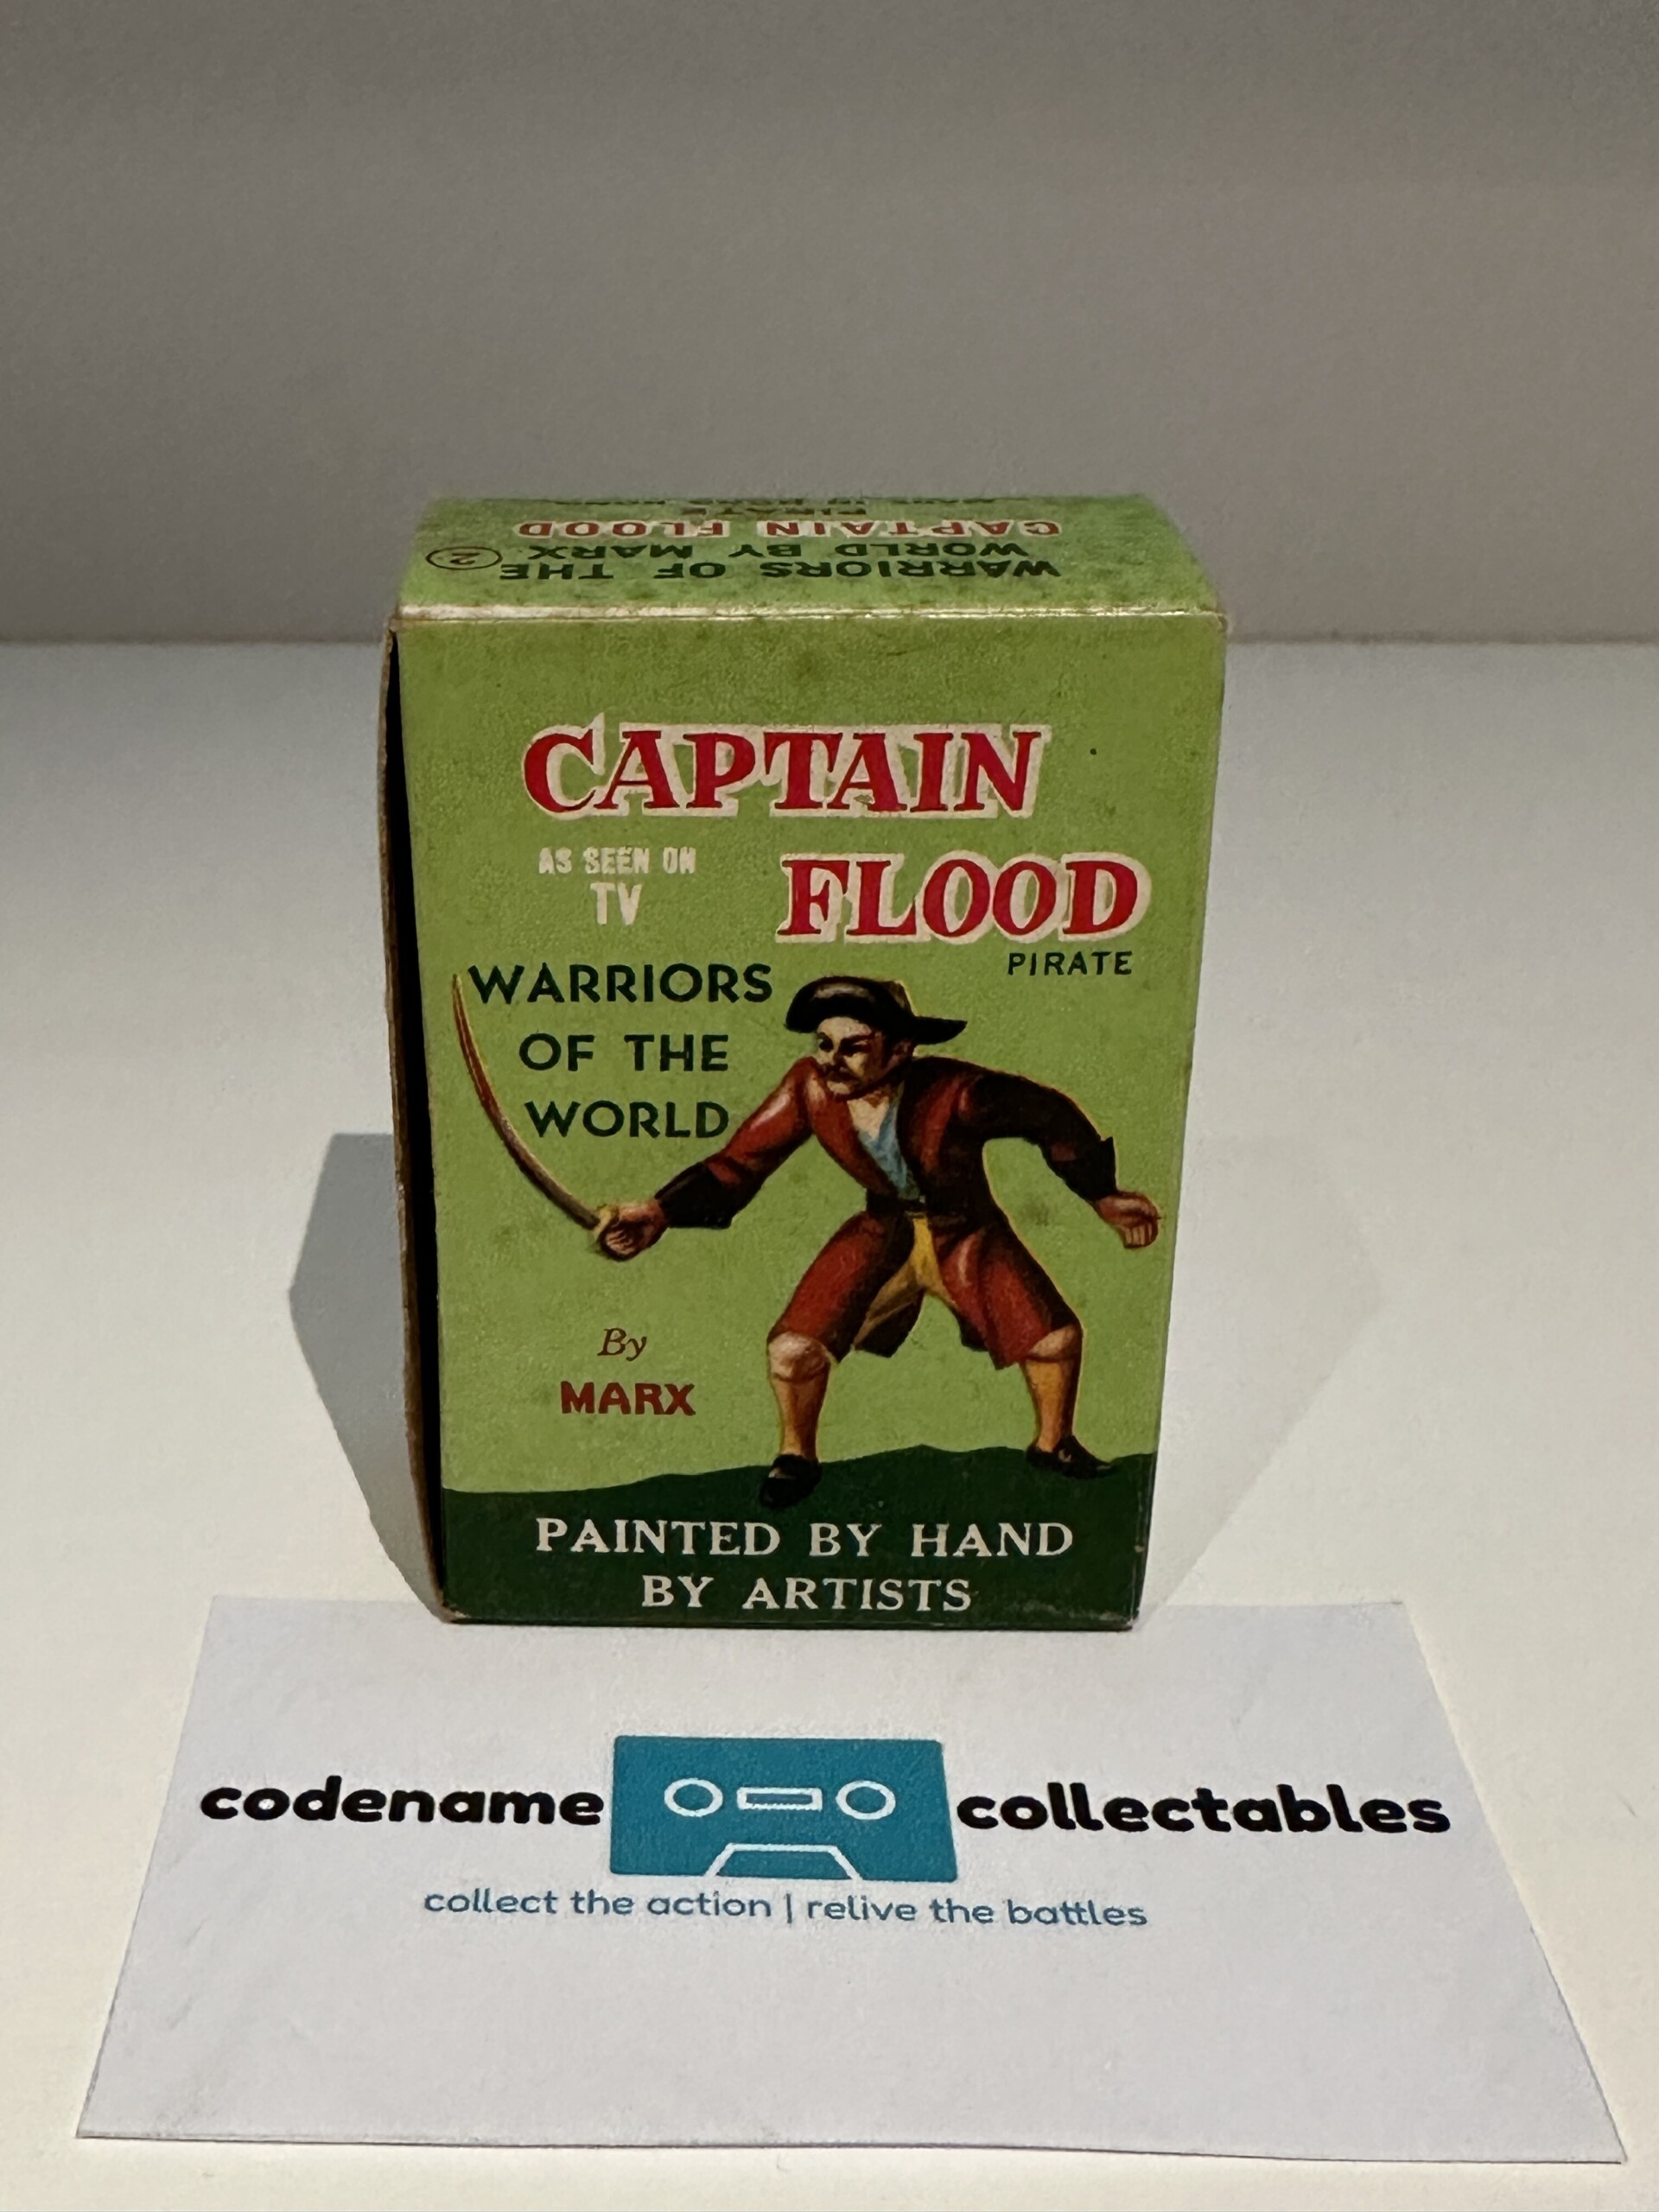 WARRIORS OF THE
WORLD BY MARX
2
CAPTAIN FLOOD
PIRATE
CAPTAIN
FLOOD
AS SEEN ON
TV
PIRATE
WARRIORS
OF THE
WORLD
By
MARX
PAINTED BY HAND
BY ARTISTS
codename collectables
collect the action | relive the battles